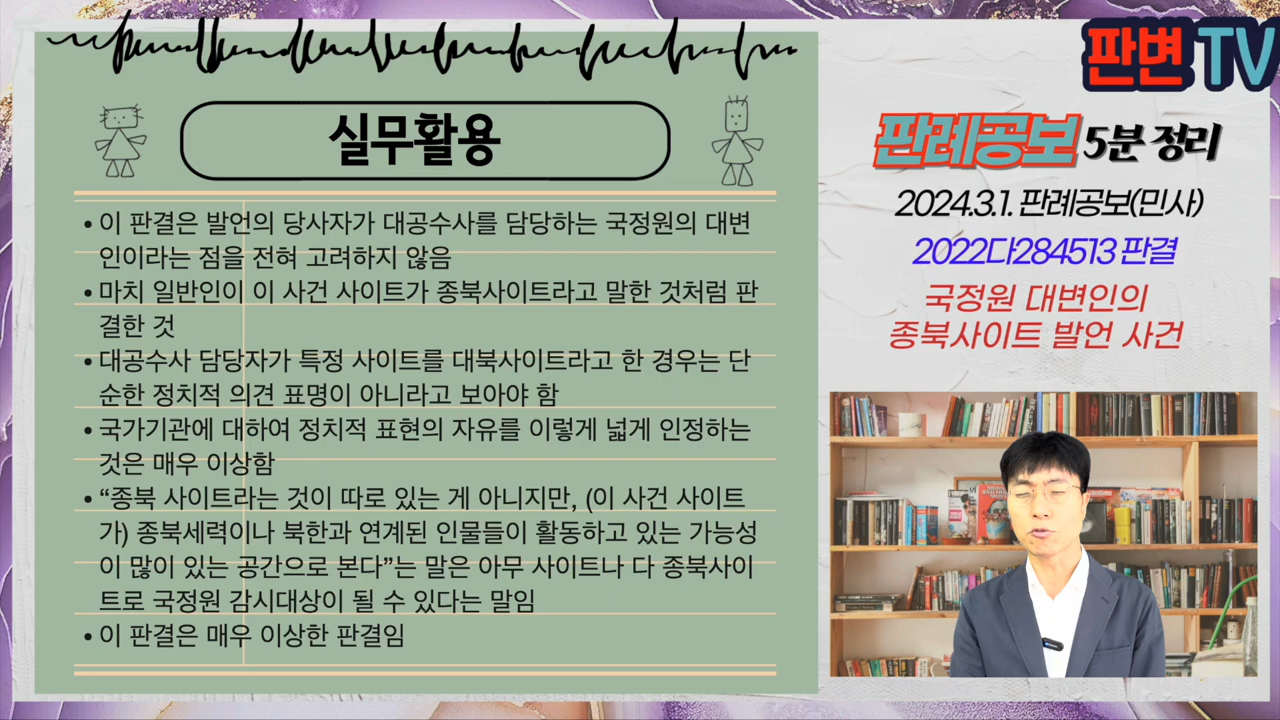 실무활용
• 이 판결은 발언의 당사자가 대공수사를 담당하는 국정원의 대변
인이라는 점을 전혀 고려하지 않음
• 마치 일반인이 이 사건 사이트가 종북사이트라고 말한 것처럼 판
결한 것
• 대공수사 담당자가 특정 사이트를 대북사이트라고 한 경우는 단
순한 정치적 의견 표명이 아니라고 보아야 함
• 국가기관에 대하여 정치적 표현의 자유를 이렇게 넓게 인정하는
것은 매우 이상함
• “종북 사이트라는 것이 따로 있는 게 아니지만, (이 사건 사이트
가) 종북세력이나 북한과 연계된 인물들이 활동하고 있는 가능성
이 많이 있는 공간으로 본다”는 말은 아무 사이트나 다 종북사이
트로 국정원 감시대상이 될 수 있다는 말임
• 이 판결은 매우 이상한 판결임
판변 TV
판례공보 5분 정리
2024.3.1. 판례공보(민사)
2022다284513 판결
국정원 대변인의
종북사이트 발언 사건